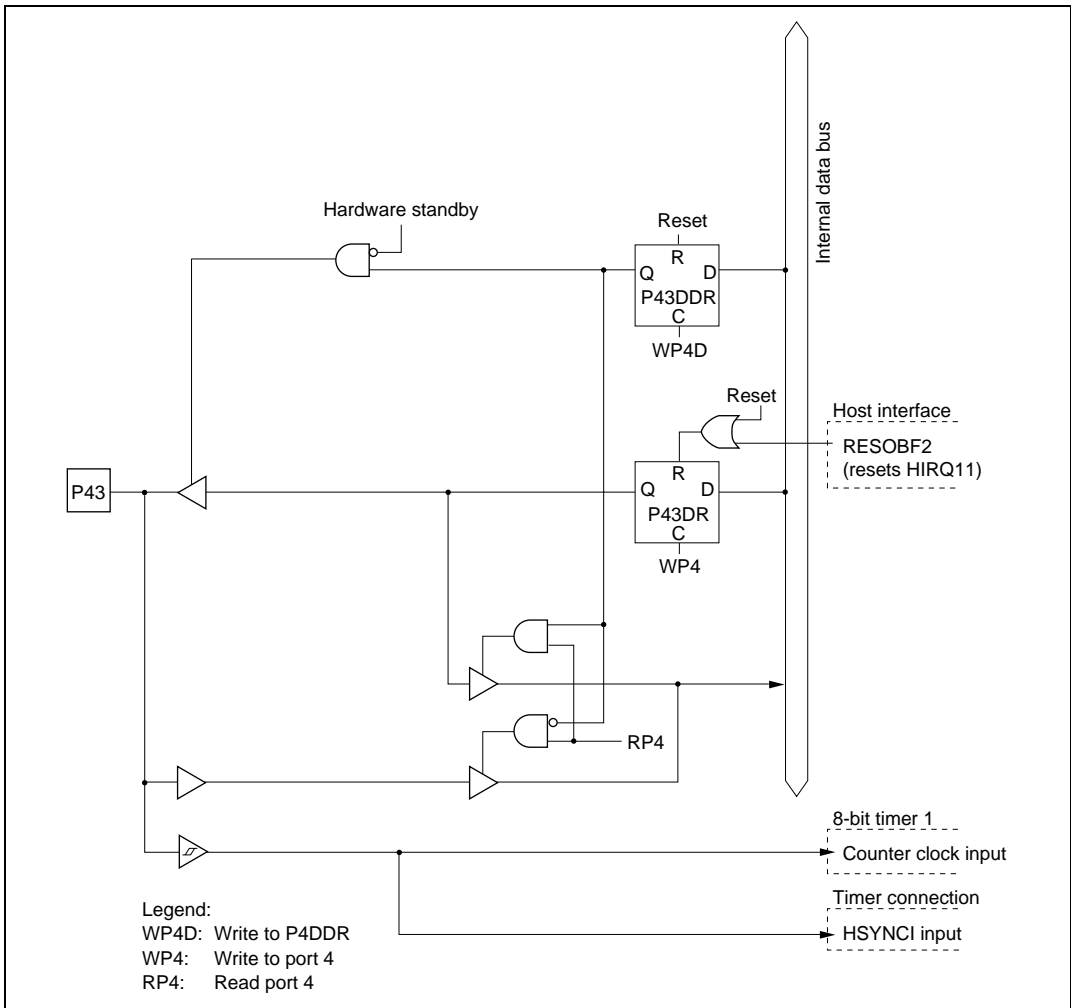 Internal data bus
Hardware standby
Reset
R
Q D
P43DDR
C
WP4D
Reset
Host interface
RESOBF2
(resets HIRQ11)
R
P43
Q D
P43DR
C
WP4
RP4
8-bit timer 1
Counter clock input
Timer connection
HSYNCI input
Legend:
WP4D: Write to P4DDR
WP4: Write to port 4
RP4: Read port 4